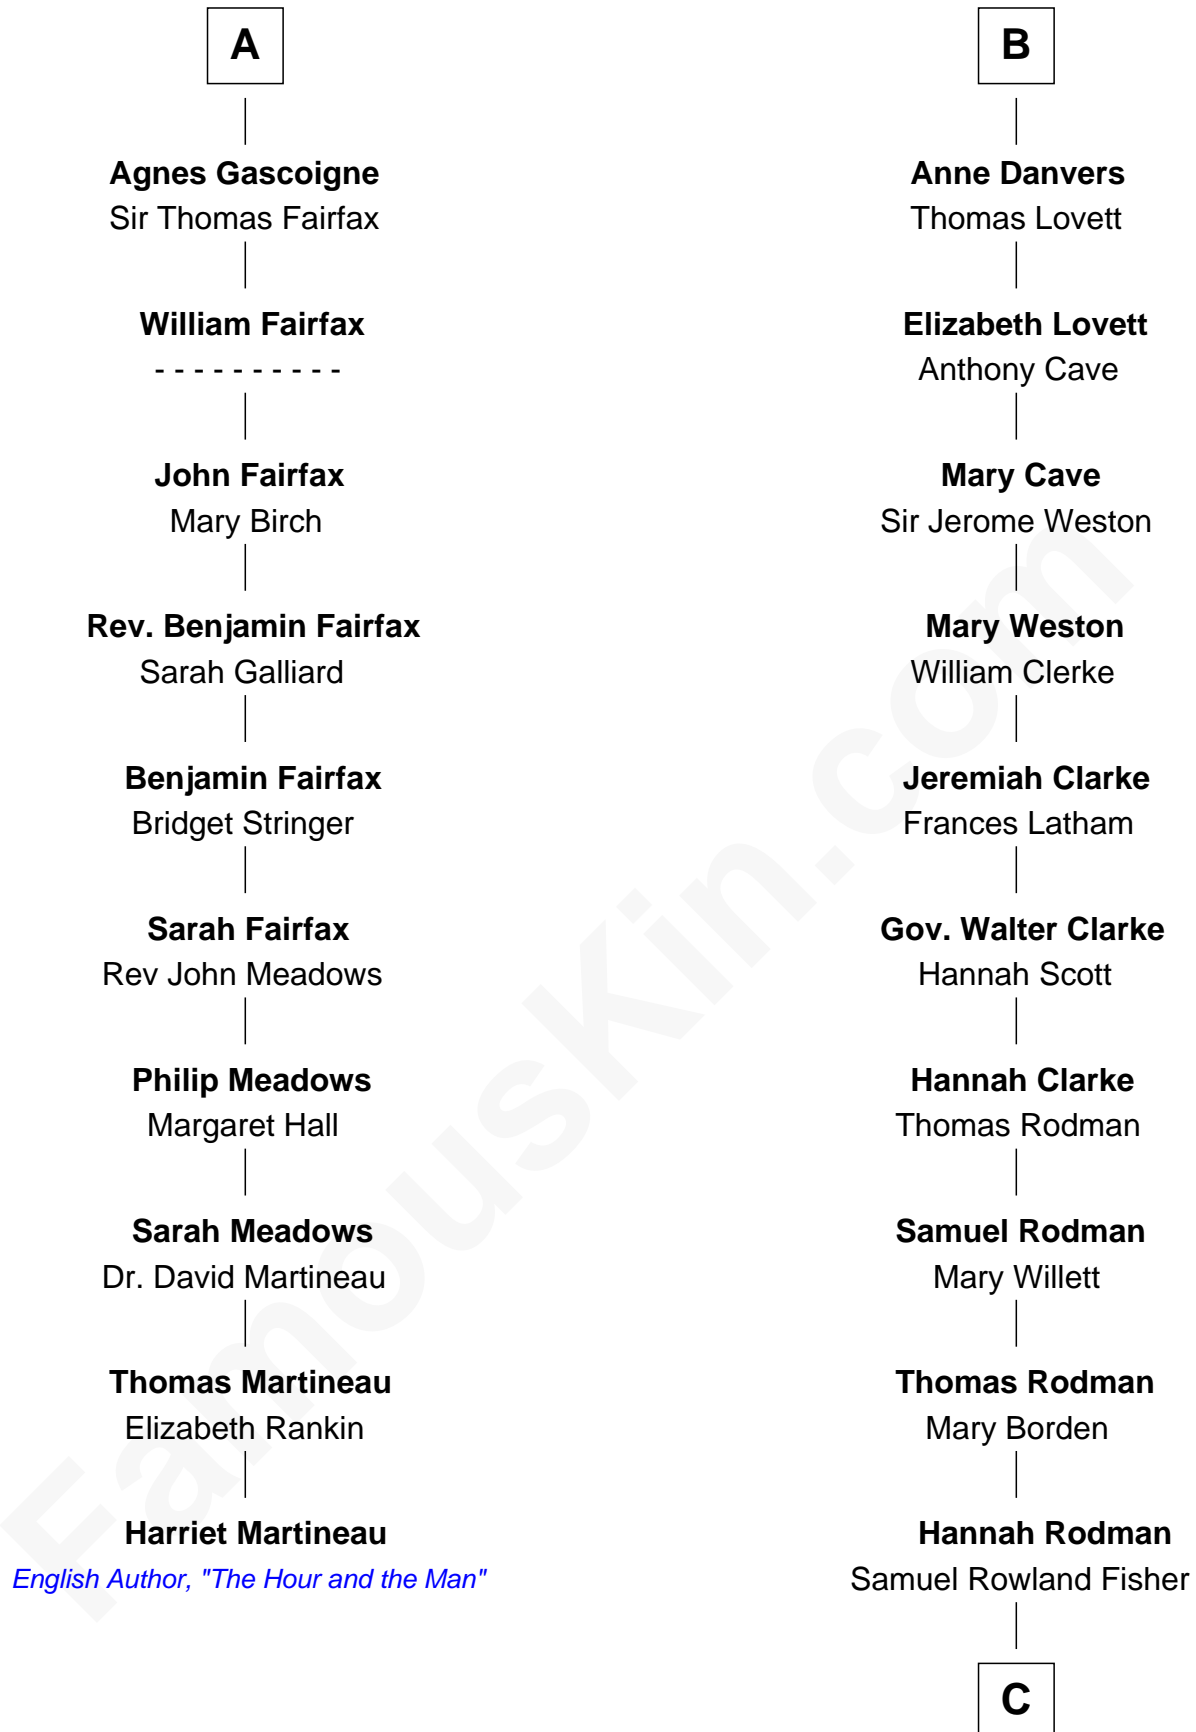 A
Agnes Gascoigne
Sir Thomas Fairfax
William Fairfax
- - - - - - - - - -
John Fairfax
Mary Birch
Rev. Benjamin Fairfax
Sarah Galliard
Benjamin Fairfax
Bridget Stringer
Sarah Fairfax
Rev John Meadows
Philip Meadows
Margaret Hall
Sarah Meadows
Dr. David Martineau
Thomas Martineau
Elizabeth Rankin
Harriet Martineau
English Author, "The Hour and the Man"
B
Anne Danvers
Thomas Lovett
Elizabeth Lovett
Anthony Cave
Mary Cave
Sir Jerome Weston
Mary Weston
William Clerke
Jeremiah Clarke
Frances Latham
Gov. Walter Clarke
Hannah Scott
Hannah Clarke
Thomas Rodman
Samuel Rodman
Mary Willett
Thomas Rodman
Mary Borden
Hannah Rodman
Samuel Rowland Fisher
C
FamousKin.com